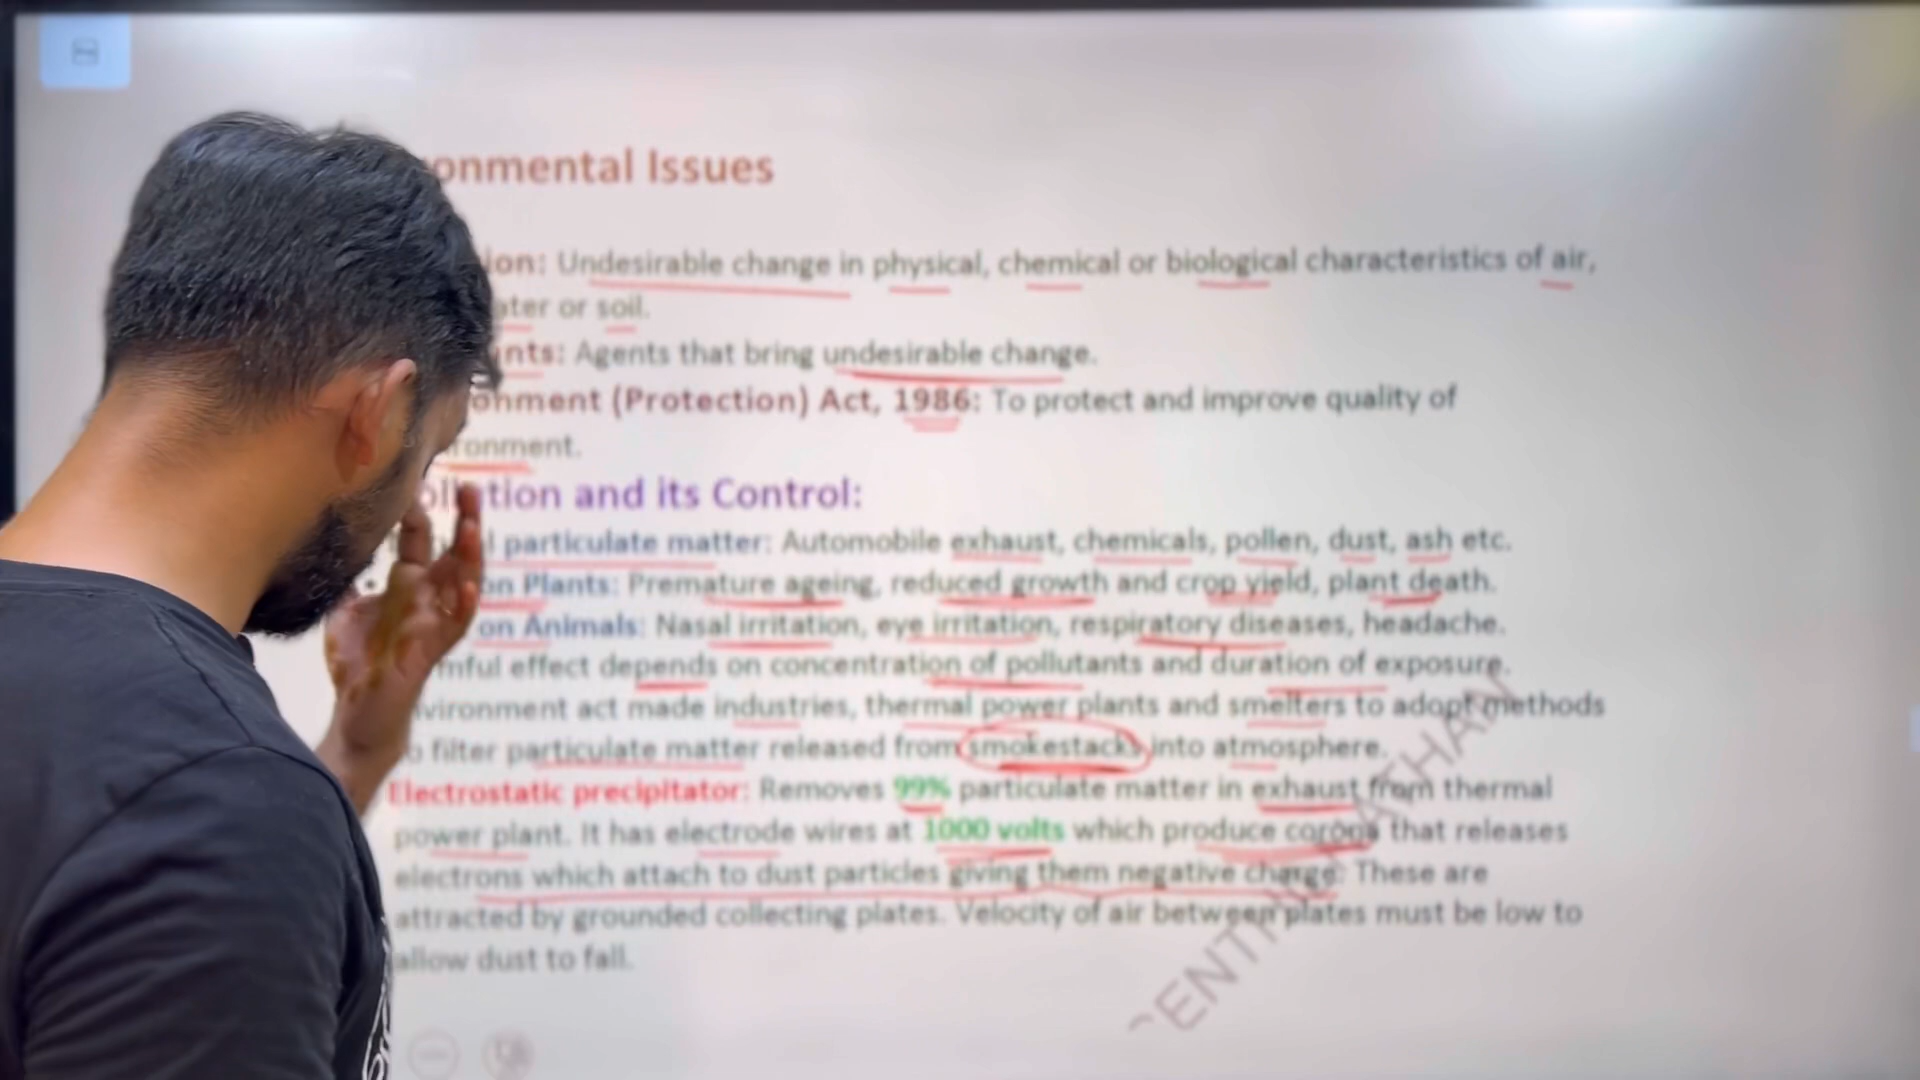 onmental Issues
ion: Undesirable change in physical, chemical or biological characteristics of air,
ater or soil.
nts: Agents that bring undesirable change.
onment (Protection) Act, 1986: To protect and improve quality of
ronment.
ollution and its Control:
l particulate matter: Automobile exhaust, chemicals, pollen, dust, ash etc.
on Plants: Premature ageing, reduced growth and crop yield, plant death.
on Animals: Nasal irritation, eye irritation, respiratory diseases, headache.
mful effect depends on concentration of pollutants and duration of exposure.
vironment act made industries, thermal power plants and smelters to adopt methods
o filter particulate matter released from smokestacks into atmosphere.
Electrostatic precipitator: Removes 99% particulate matter in exhaust from thermal
power plant. It has electrode wires at 1000 volts which produce corona that releases
electrons which attach to dust particles giving them negative charge. These are
attracted by grounded collecting plates. Velocity of air between plates must be low to
allow dust to fall.